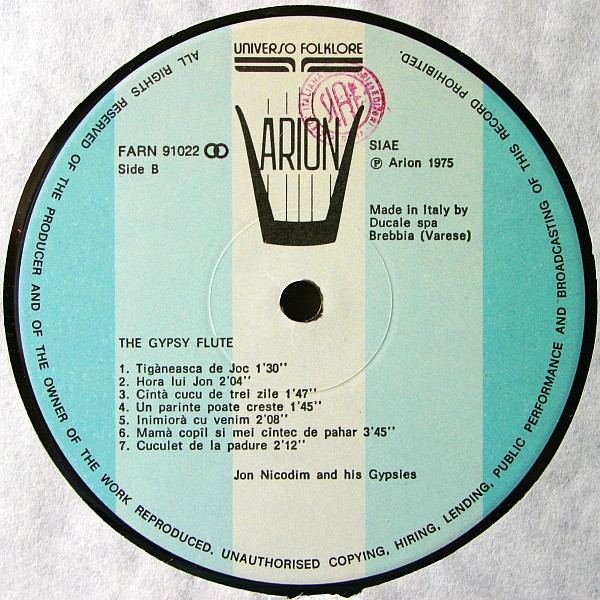 UNIVERSO FOLKLORE
ARION
FARN 91022
Side B
SIAE
Ⓟ Arion 1975
Made in Italy by
Ducale spa
Brebbia (Varese)
THE GYPSY FLUTE
1. Tigàneasca de Joc 1'30''
2. Hora lui Jon 2'04''
3. Cîntà cucu de trei zile 1'47''
4. Un parinte poate creste 1'45''
5. Inimiorà cu venim 2'08''
6. Mamà copîl si mei cîntec de pahar 3'45''
7. Cuculet de la padure 2'12''
Jon Nicodim and his Gypsies
ALL RIGHTS RESERVED OF THE PRODUCER AND OF THE OWNER OF THE WORK REPRODUCED. UNAUTHORISED COPYING, HIRING, LENDING, PUBLIC PERFORMANCE AND BROADCASTING OF THIS RECORD PROHIBITED.